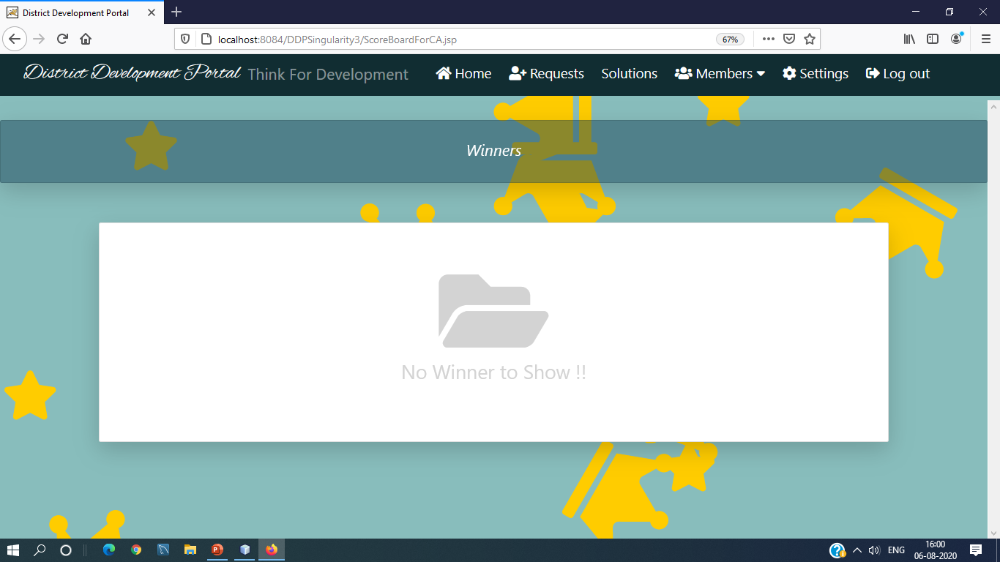 District Development Portal
localhost:8084/DDPSingularity3/ScoreBoardForCA.jsp
67%
District Development Portal Think For Development Home Requests Solutions Members Settings Log out
Winners
No Winner to Show !!
ENG
16:00
06-08-2020